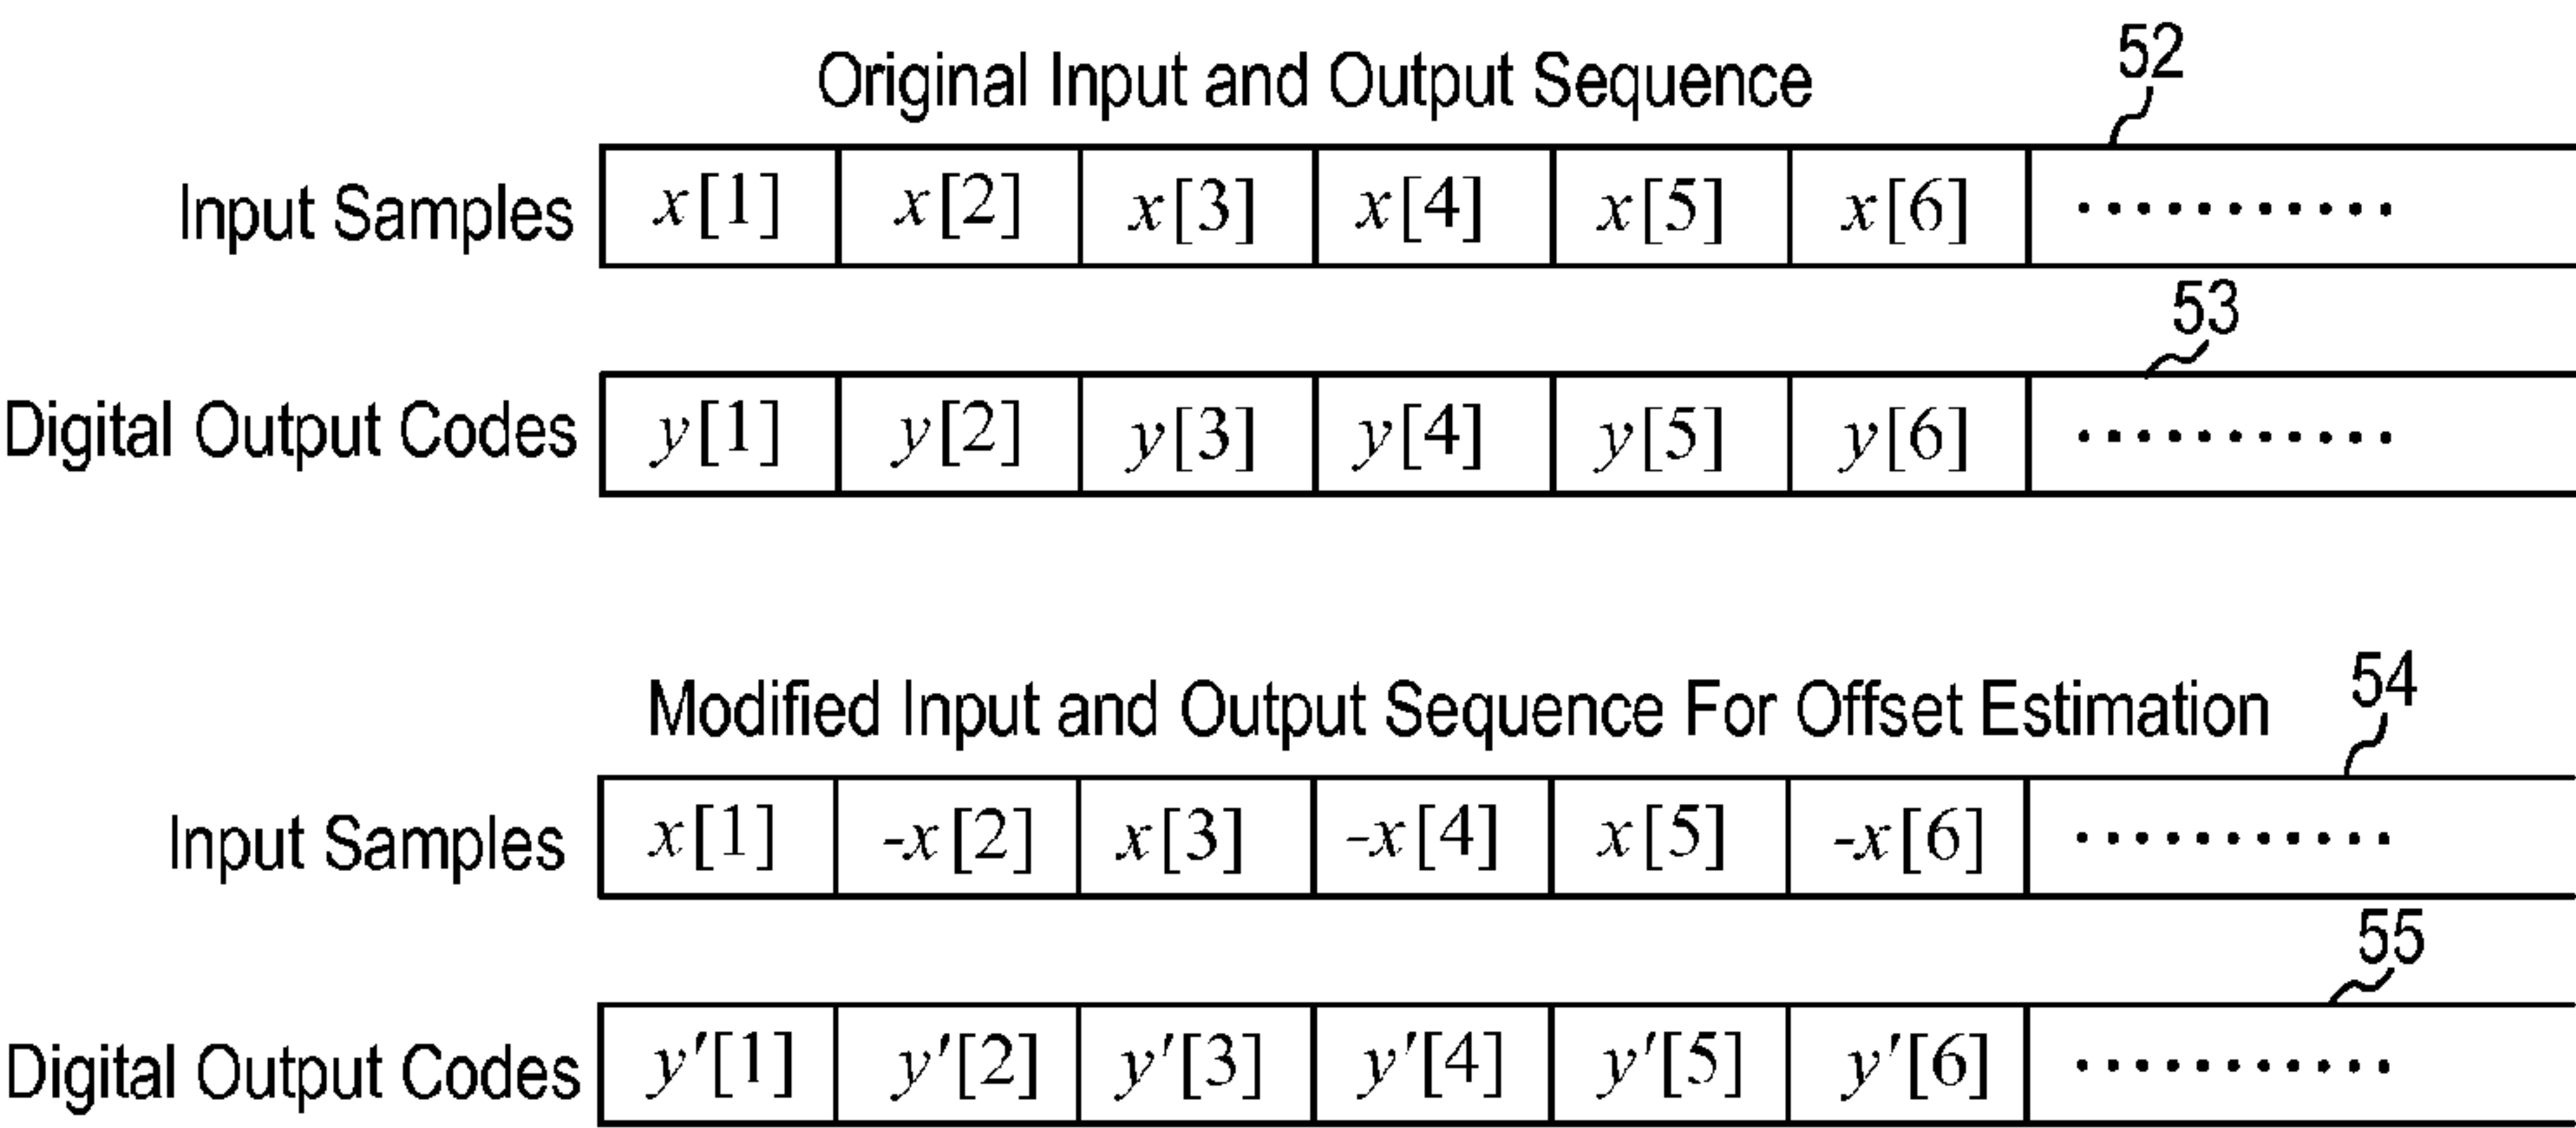 Original Input and Output Sequence 52
Input Samples x[1] x[2] x[3] x[4] x[5] x[6] ...........
53
Digital Output Codes y[1] y[2] y[3] y[4] y[5] y[6] ...........
Modified Input and Output Sequence For Offset Estimation 54
Input Samples x[1] -x[2] x[3] -x[4] x[5] -x[6] ...........
55
Digital Output Codes y'[1] y'[2] y'[3] y'[4] y'[5] y'[6] ...........